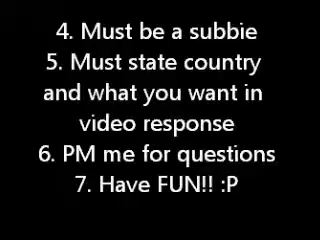 4. Must be a subbie
5. Must state country
and what you want in
video response
6. PM me for questions
7. Have FUN!! :P